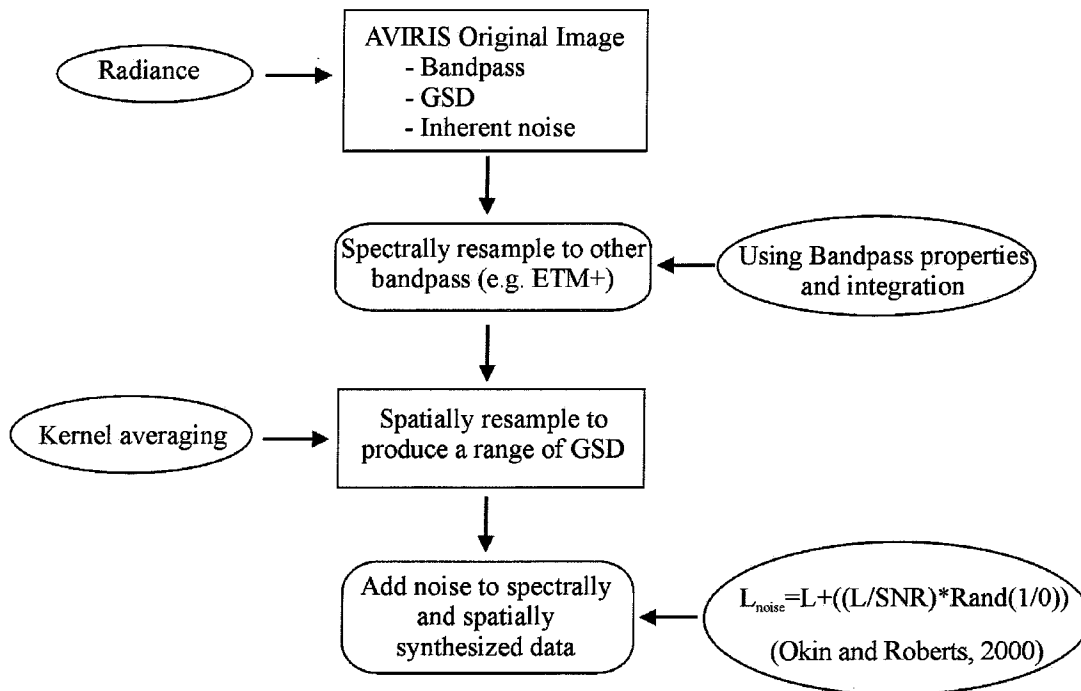 Radiance
AVIRIS Original Image
- Bandpass
- GSD
- Inherent noise
Spectrally resample to other
bandpass (e.g. ETM+)
Using Bandpass properties
and integration
Kernel averaging
Spatially resample to
produce a range of GSD
Add noise to spectrally
and spatially
synthesized data
Lnoise=L+((L/SNR)*Rand(1/0))
(Okin and Roberts, 2000)